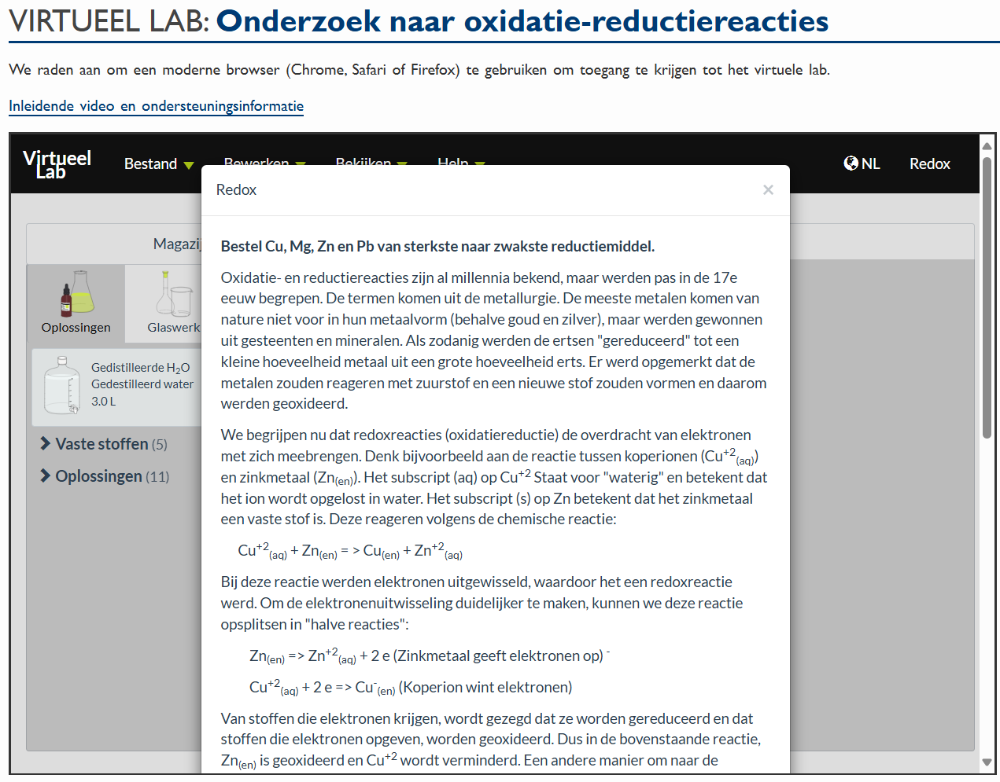 VIRTUEEL LAB: Onderzoek naar oxidatie-reductiereacties
We raden aan om een moderne browser (Chrome, Safari of Firefox) te gebruiken om toegang te krijgen tot het virtuele lab.
Inleidende video en ondersteuningsinformatie
Virtueel Lab
Bestand Bewerken Bekijken Help NL Redox
Redox ×
Magazij
Oplossingen
Glaswerk
Gedistilleerde H₂O
Gedestilleerd water
3.0 L
Vaste stoffen (5)
Oplossingen (11)
Bestel Cu, Mg, Zn en Pb van sterkste naar zwakste reductiemiddel.
Oxidatie- en reductiereacties zijn al millennia bekend, maar werden pas in de 17e
eeuw begrepen. De termen komen uit de metallurgie. De meeste metalen komen van
nature niet voor in hun metaalvorm (behalve goud en zilver), maar werden gewonnen
uit gesteenten en mineralen. Als zodanig werden de ertsen "gereduceerd" tot een
kleine hoeveelheid metaal uit een grote hoeveelheid erts. Er werd opgemerkt dat de
metalen zouden reageren met zuurstof en een nieuwe stof zouden vormen en daarom
werden geoxideerd.
We begrijpen nu dat redoxreacties (oxidatiereductie) de overdracht van elektronen
met zich meebrengen. Denk bijvoorbeeld aan de reactie tussen koperionen (Cu⁺²(aq))
en zinkmetaal (Zn(en)). Het subscript (aq) op Cu⁺² Staat voor "waterig" en betekent dat
het ion wordt opgelost in water. Het subscript (s) op Zn betekent dat het zinkmetaal
een vaste stof is. Deze reageren volgens de chemische reactie:
Cu⁺²(aq) + Zn(en) = > Cu(en) + Zn⁺²(aq)
Bij deze reactie werden elektronen uitgewisseld, waardoor het een redoxreactie
werd. Om de elektronenuitwisseling duidelijker te maken, kunnen we deze reactie
opsplitsen in "halve reacties":
Zn(en) => Zn⁺²(aq) + 2 e (Zinkmetaal geeft elektronen op) ⁻
Cu⁺²(aq) + 2 e => Cu⁻(en) (Koperion wint elektronen)
Van stoffen die elektronen krijgen, wordt gezegd dat ze worden gereduceerd en dat
stoffen die elektronen opgeven, worden geoxideerd. Dus in de bovenstaande reactie,
Zn(en) is geoxideerd en Cu⁺² wordt verminderd. Een andere manier om naar de